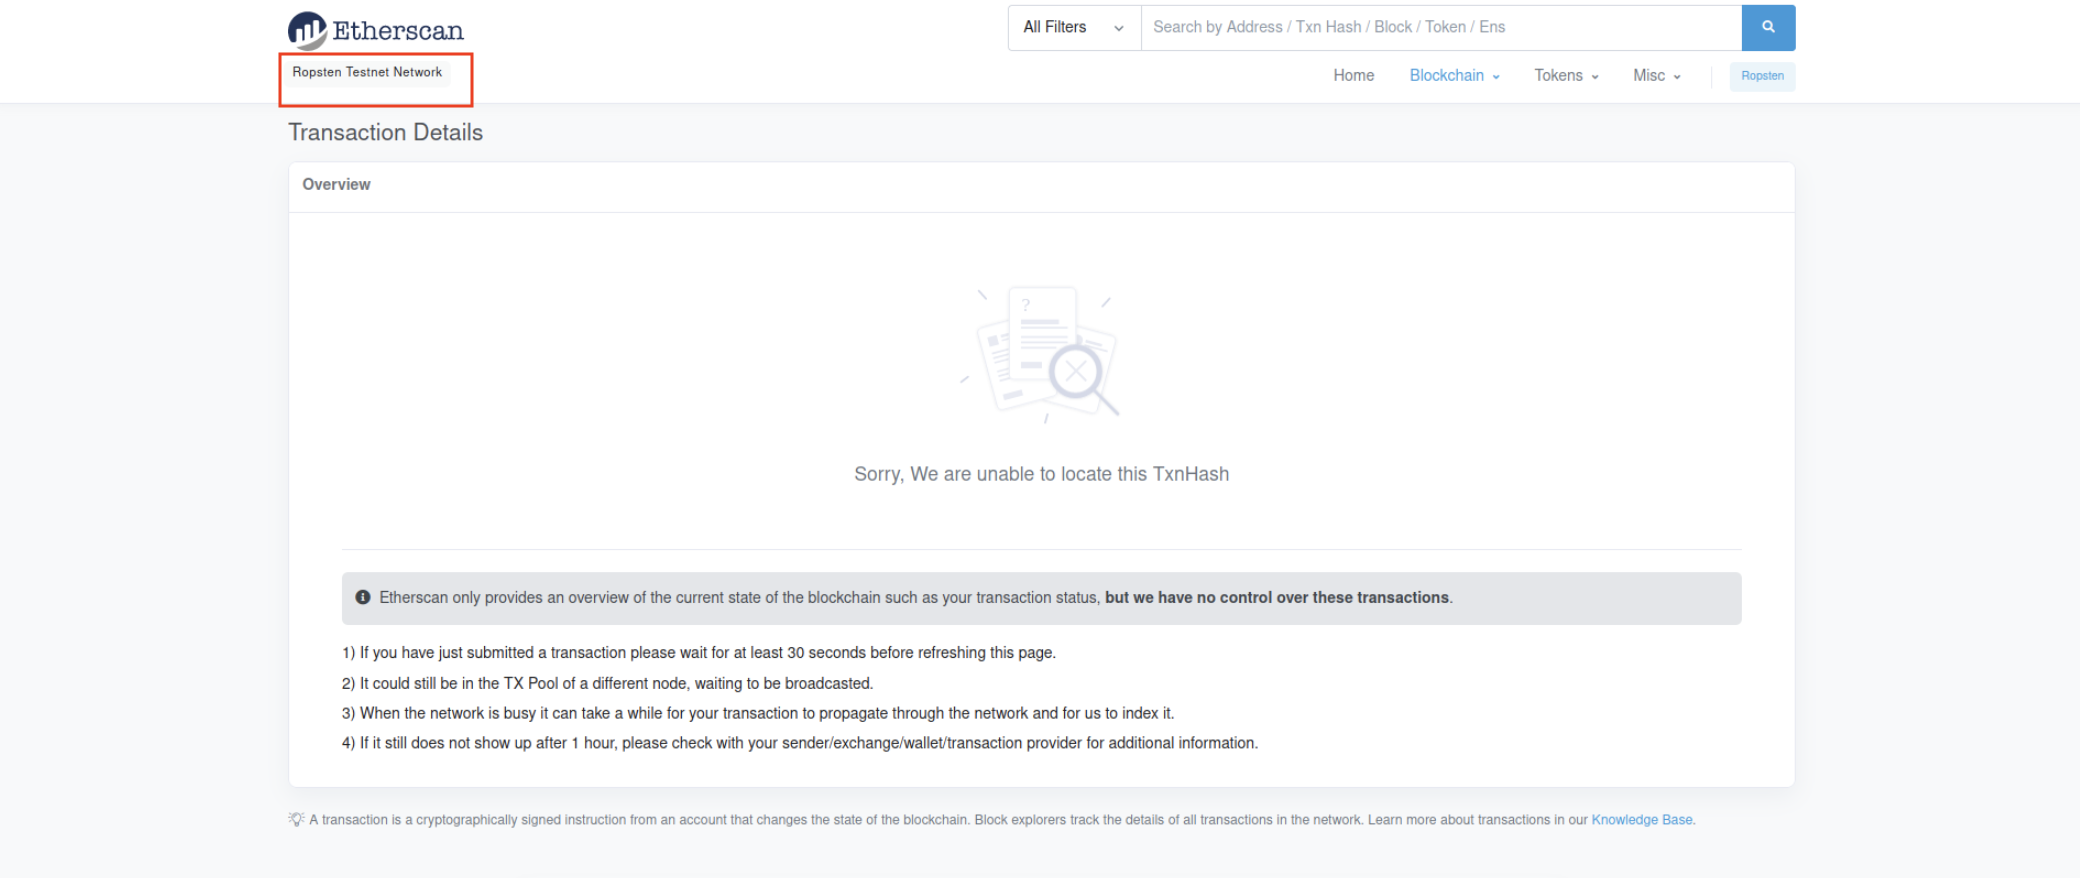 Etherscan
All Filters
Search by Address / Txn Hash / Block / Token / Ens
Ropsten Testnet Network
Home
Blockchain
Tokens
Misc
Ropsten
Transaction Details
Overview
?
Sorry, We are unable to locate this TxnHash
Etherscan only provides an overview of the current state of the blockchain such as your transaction status, but we have no control over these transactions.
1) If you have just submitted a transaction please wait for at least 30 seconds before refreshing this page.
2) It could still be in the TX Pool of a different node, waiting to be broadcasted.
3) When the network is busy it can take a while for your transaction to propagate through the network and for us to index it.
4) If it still does not show up after 1 hour, please check with your sender/exchange/wallet/transaction provider for additional information.
A transaction is a cryptographically signed instruction from an account that changes the state of the blockchain. Block explorers track the details of all transactions in the network. Learn more about transactions in our Knowledge Base.